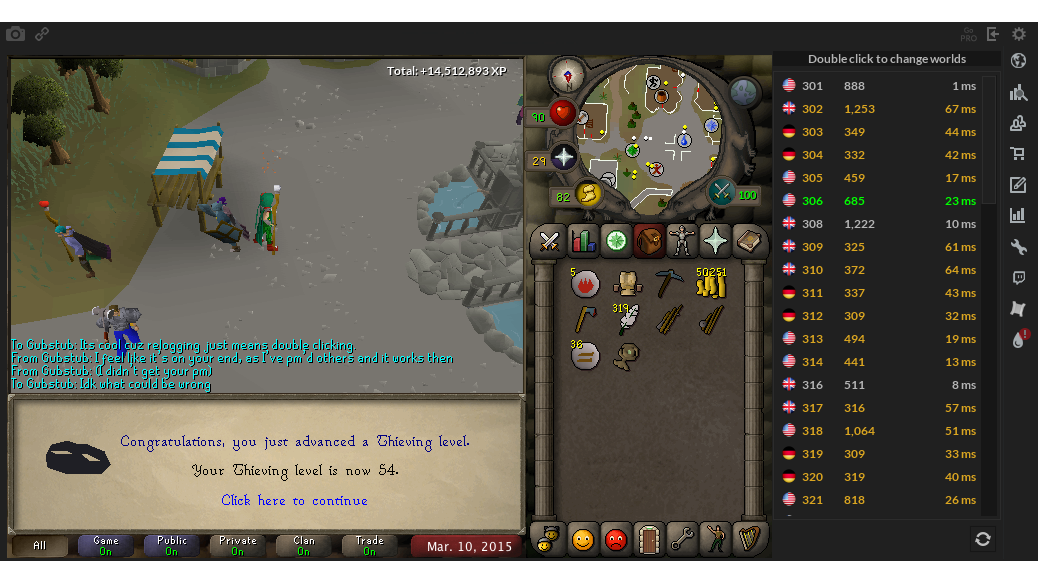 Go
PRO
Total: +14,512,893 XP
Double click to change worlds
N
90
29
82
100
5
50251
319
36
301 888 1 ms
302 1,253 67 ms
303 349 44 ms
304 332 42 ms
305 459 17 ms
306 685 23 ms
308 1,222 10 ms
309 325 61 ms
310 372 64 ms
311 337 43 ms
312 309 32 ms
313 494 19 ms
314 441 13 ms
316 511 8 ms
317 316 57 ms
318 1,064 51 ms
319 309 33 ms
320 319 40 ms
321 818 26 ms
To Gubstub: Its cool cuz relogging just means double clicking.
From Gubstub: I feel like it's on your end, as I've pm'd others and it works then
From Gubstub: (I didn't get your pm)
To Gubstub: Idk what could be wrong
Congratulations, you just advanced a Thieving level.
Your Thieving level is now 54.
Click here to continue
All
Game
On
Public
On
Private
On
Clan
On
Trade
On
Mar. 10, 2015